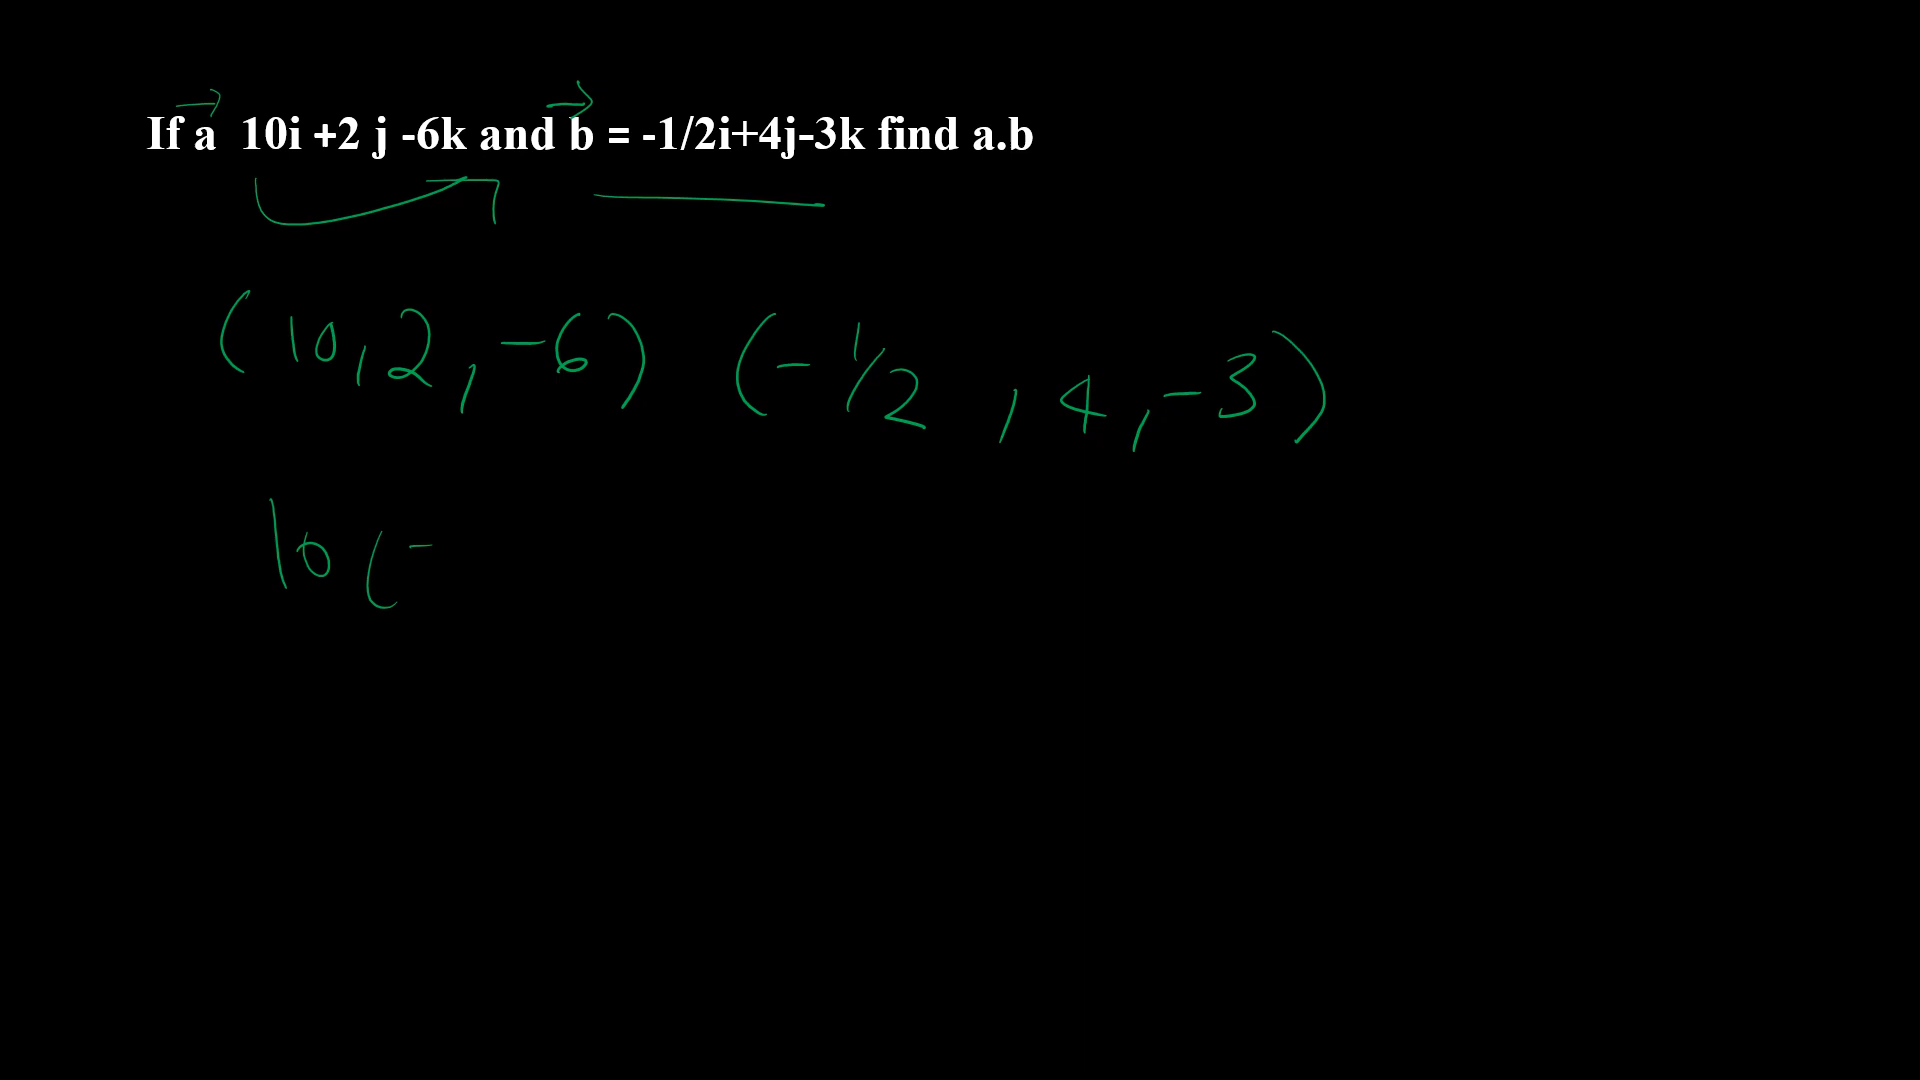 If a 10i +2 j -6k and b = -1/2i+4j-3k find a.b
(10, 2, -6) (-1/2, 4, -3)
10(-